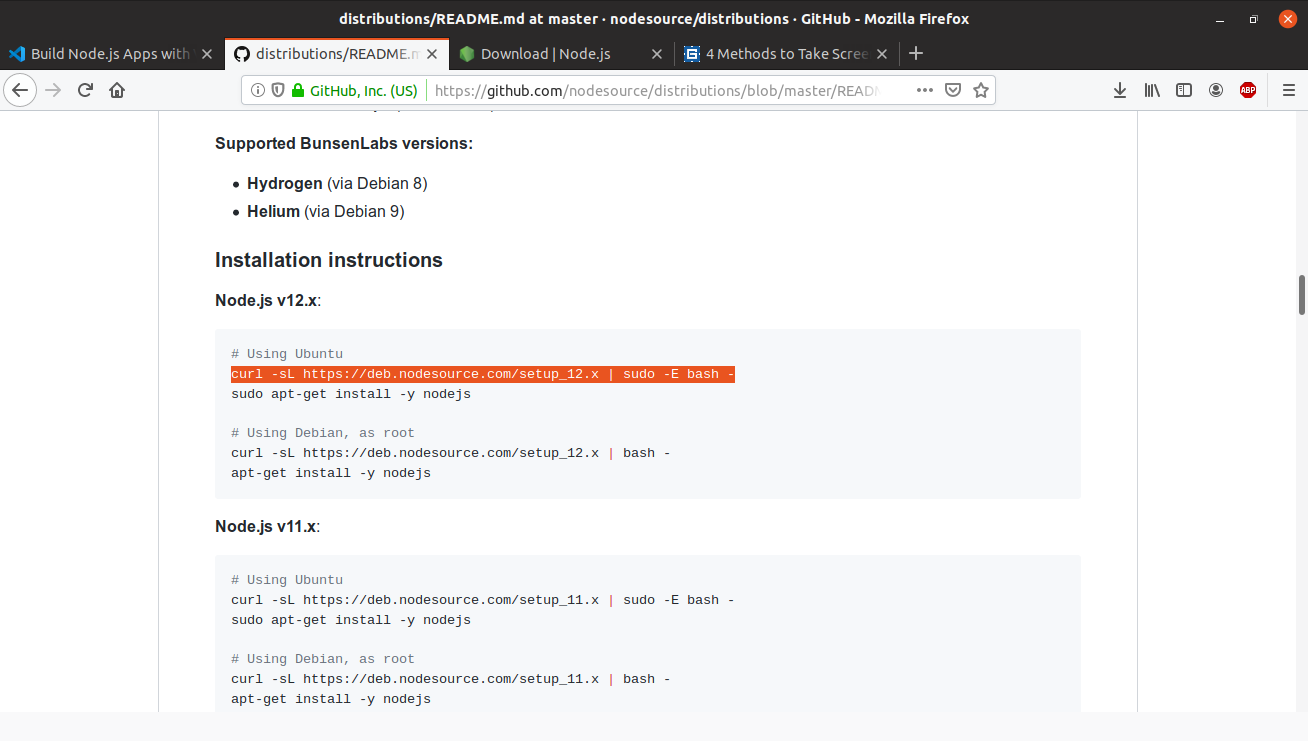 distributions/README.md at master · nodesource/distributions · GitHub - Mozilla Firefox
Build Node.js Apps with
distributions/README.m
Download | Node.js
4 Methods to Take Scree
GitHub, Inc. (US)
https://github.com/nodesource/distributions/blob/master/READM
ABP
Supported BunsenLabs versions:
• Hydrogen (via Debian 8)
• Helium (via Debian 9)
Installation instructions
Node.js v12.x:
# Using Ubuntu
curl -sL https://deb.nodesource.com/setup_12.x | sudo -E bash -
sudo apt-get install -y nodejs
# Using Debian, as root
curl -sL https://deb.nodesource.com/setup_12.x | bash -
apt-get install -y nodejs
Node.js v11.x:
# Using Ubuntu
curl -sL https://deb.nodesource.com/setup_11.x | sudo -E bash -
sudo apt-get install -y nodejs
# Using Debian, as root
curl -sL https://deb.nodesource.com/setup_11.x | bash -
apt-get install -y nodejs